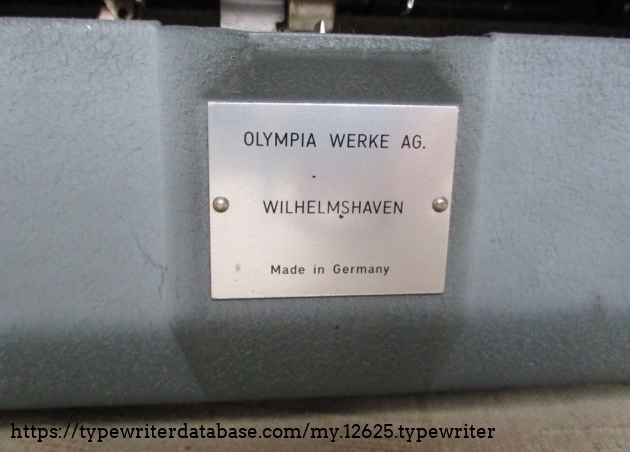 OLYMPIA WERKE AG.
WILHELMSHAVEN
Made in Germany
https://typewriterdatabase.com/my.12625.typewriter